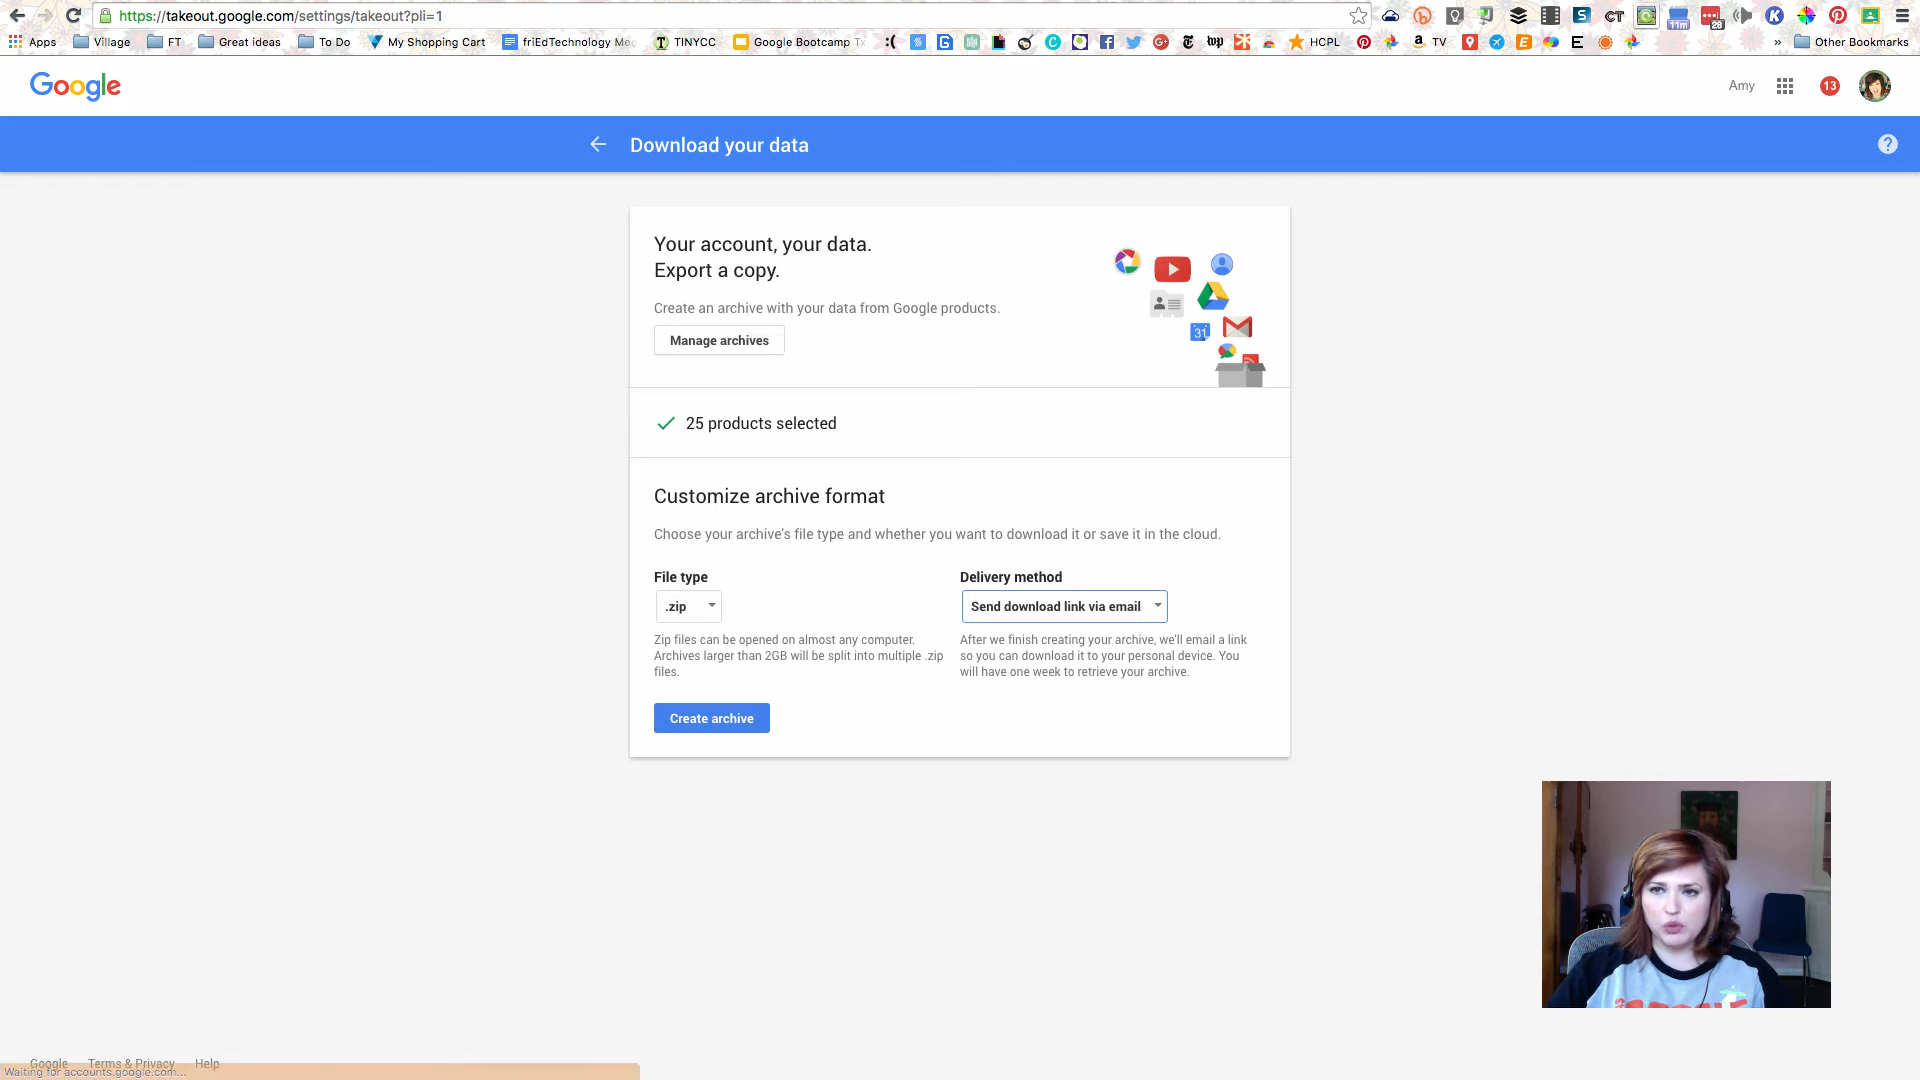 https://takeout.google.com/settings/takeout?pli=1
Apps Village FT Great ideas To Do My Shopping Cart friEdTechnology Me TINYCC Google Bootcamp HCPL TV » Other Bookmarks
Google
Amy
13
Download your data
Your account, your data.
Export a copy.
Create an archive with your data from Google products.
Manage archives
31
25 products selected
Customize archive format
Choose your archive's file type and whether you want to download it or save it in the cloud.
File type
Delivery method
.zip
Send download link via email
Zip files can be opened on almost any computer.
Archives larger than 2GB will be split into multiple .zip
files.
After we finish creating your archive, we'll email a link
so you can download it to your personal device. You
will have one week to retrieve your archive.
Create archive
Google Terms & Privacy Help
Waiting for accounts.google.com...